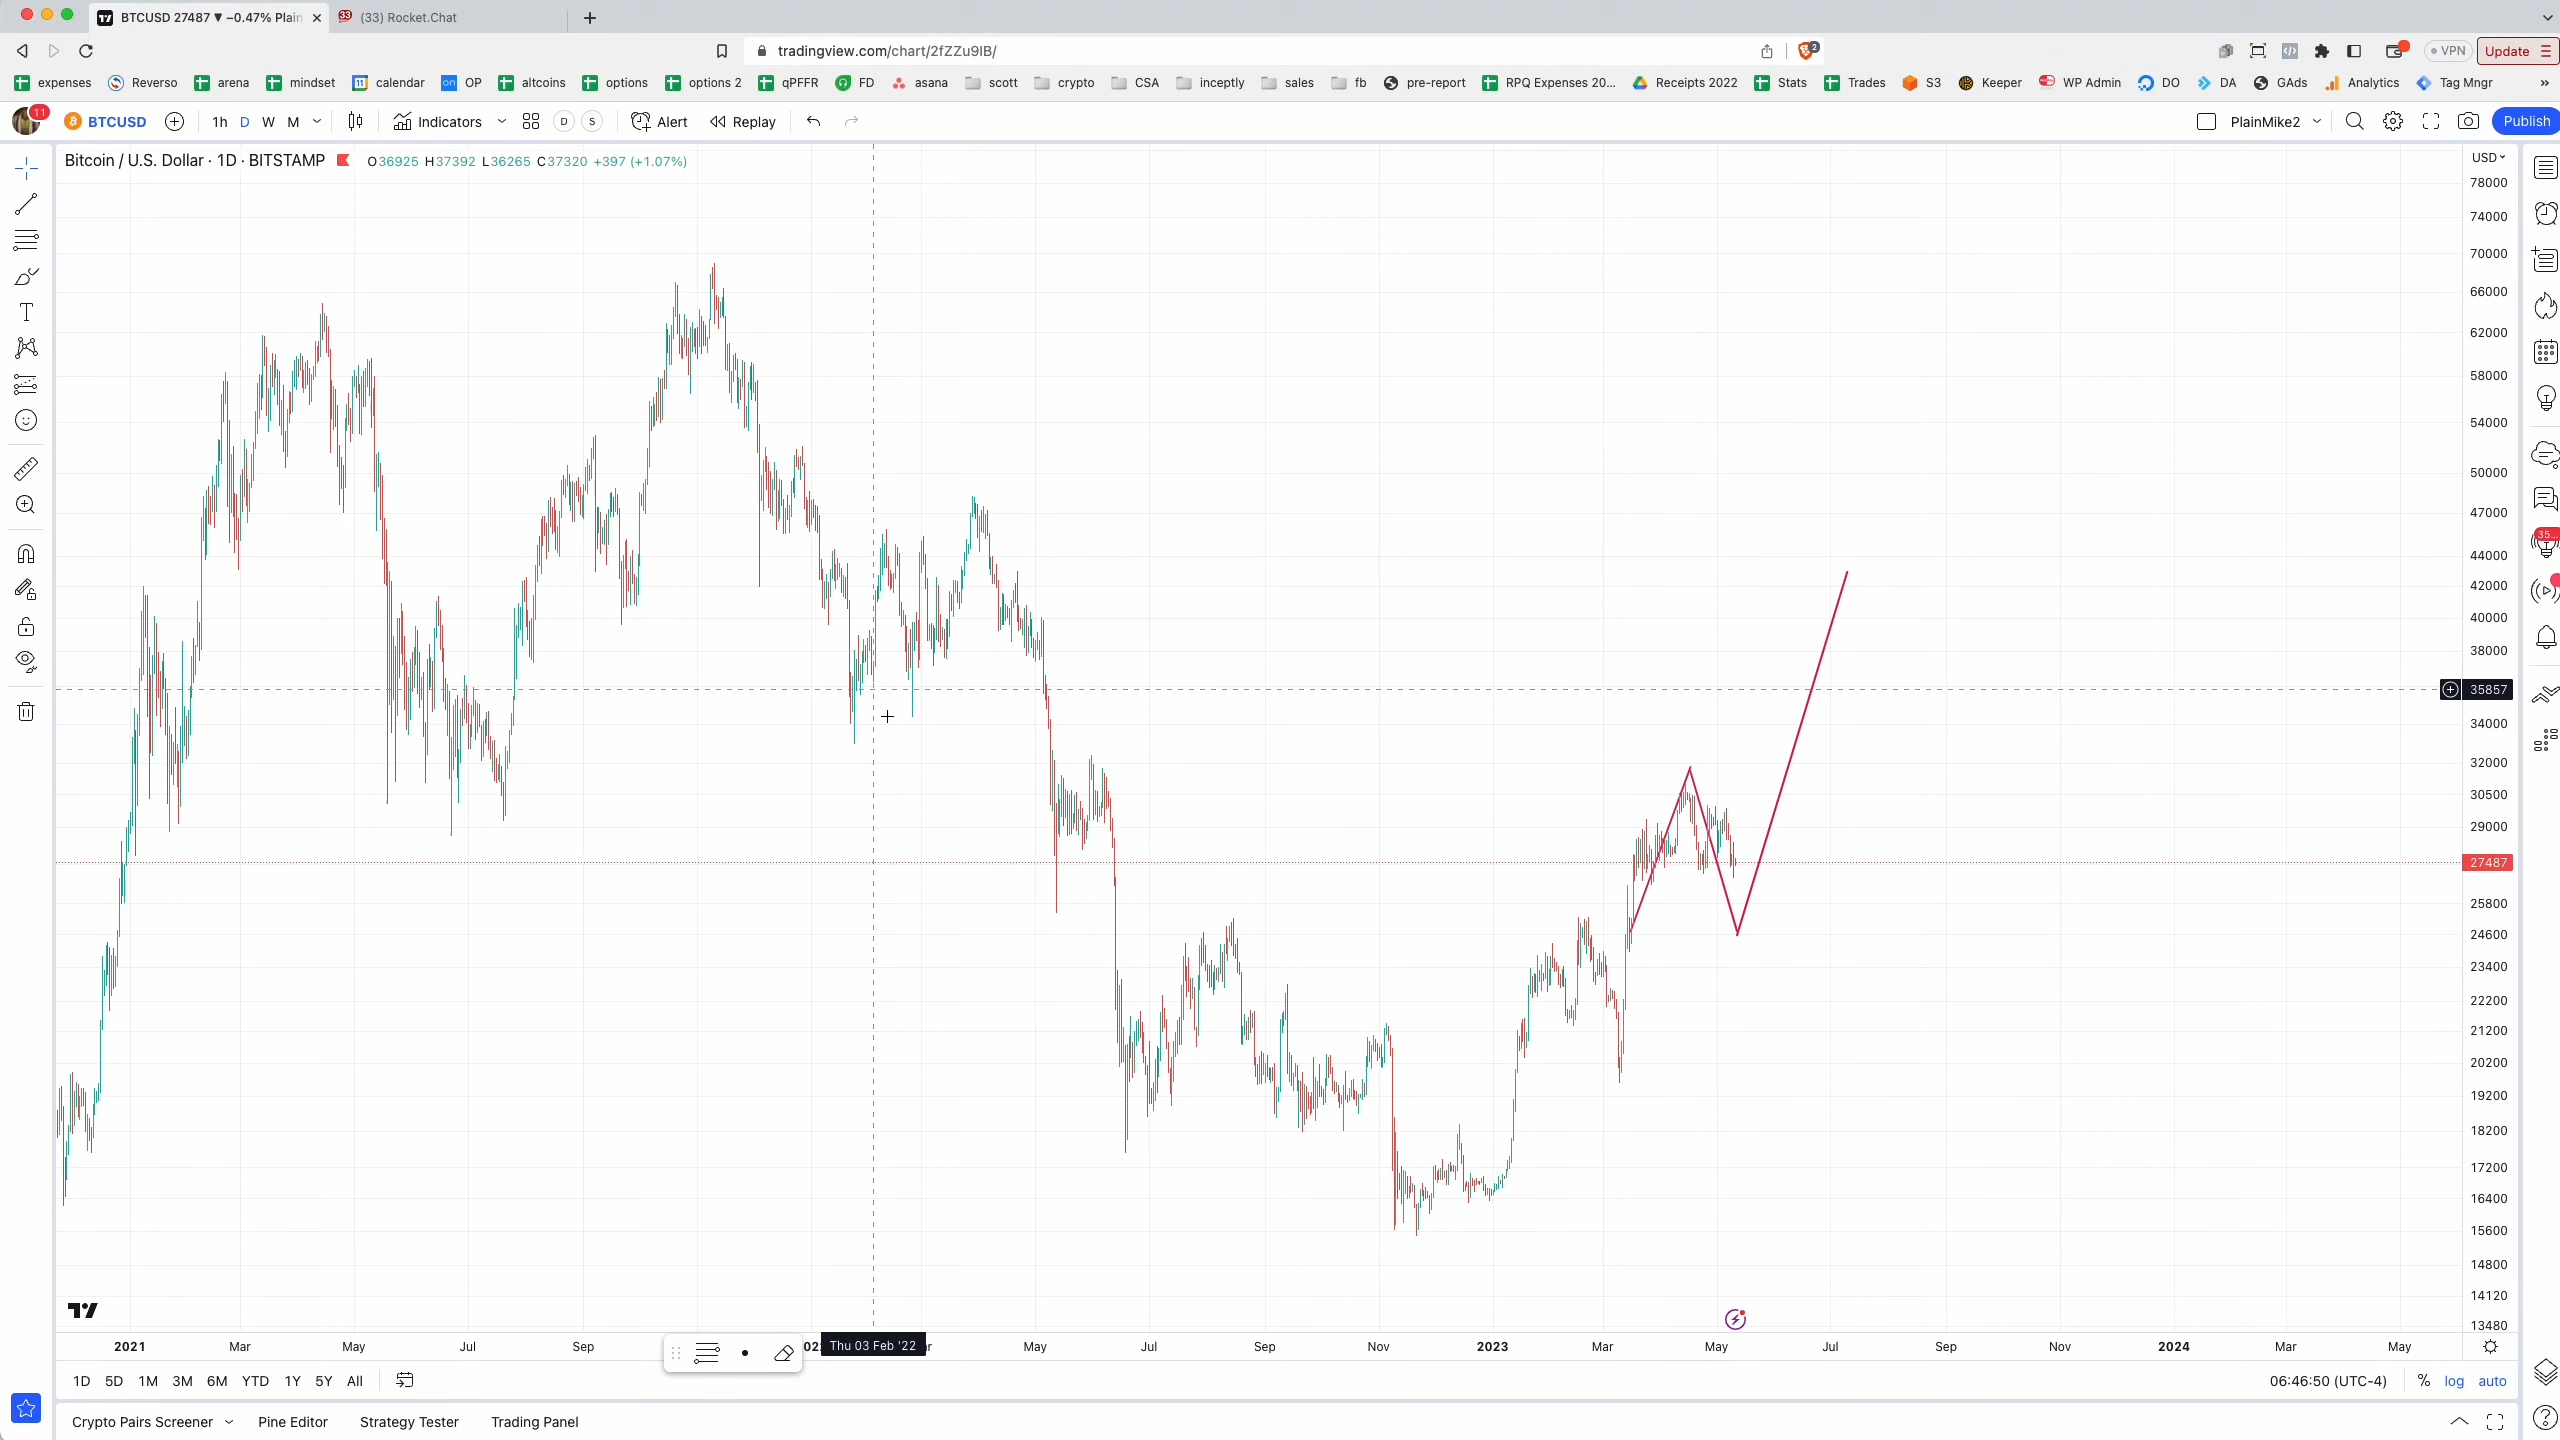 BTCUSD 27487 ▼ −0.47% Plain
33 (33) Rocket.Chat
tradingview.com/chart/2fZZu9IB/
2
VPN
Update
expenses Reverso arena mindset calendar on OP altcoins options options 2 qPFFR FD asana scott crypto CSA inceptly sales fb pre-report RPQ Expenses 20... Receipts 2022 Stats Trades S3 Keeper WP Admin DO DA GAds Analytics Tag Mngr »
11 BTCUSD 1h D W M Indicators D S Alert Replay PlainMike2 Publish
Bitcoin / U.S. Dollar · 1D · BITSTAMP O36925 H37392 L36265 C37320 +397 (+1.07%)
USD
78000
74000
70000
66000
62000
58000
54000
50000
47000
44000
42000
40000
38000
35857
34000
32000
30500
29000
27487
25800
24600
23400
22200
21200
20200
19200
18200
17200
16400
15600
14800
14120
13480
35...
2021 Mar May Jul Sep Thu 03 Feb '22 May Jul Sep Nov 2023 Mar May Jul Sep Nov 2024 Mar May
1D 5D 1M 3M 6M YTD 1Y 5Y All 06:46:50 (UTC-4) % log auto
Crypto Pairs Screener Pine Editor Strategy Tester Trading Panel